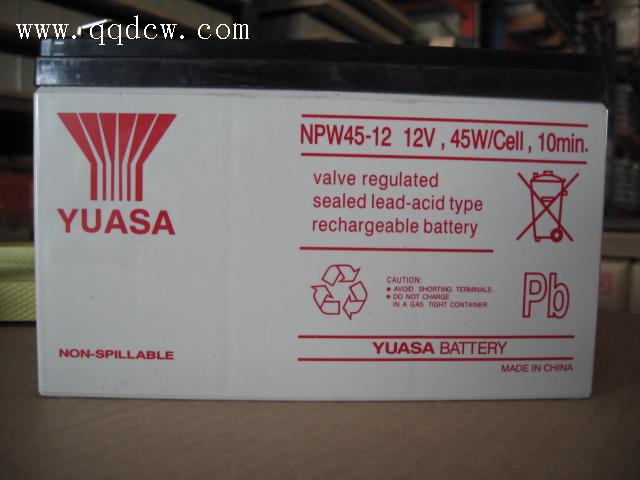 www.qqdcw.com
YUASA
NON-SPILLABLE
NPW45-12 12V , 45W/Cell , 10min.
valve regulated
sealed lead-acid type
rechargeable battery
CAUTION:
● AVOID SHORTING TERMINALS.
● DO NOT CHARGE
IN A GAS TIGHT CONTAINER.
Pb
YUASA BATTERY
MADE IN CHINA